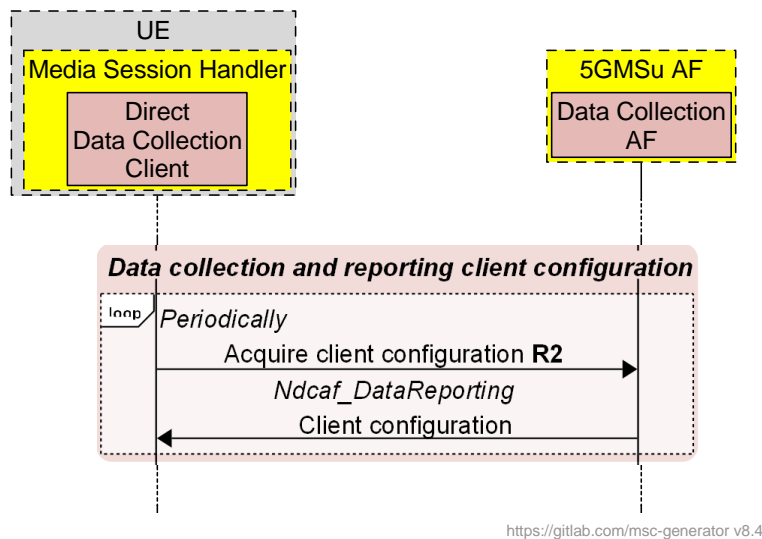 UE
Media Session Handler
Direct
Data Collection
Client
5GMSu AF
Data Collection
AF
Data collection and reporting client configuration
loop
Periodically
Acquire client configuration R2
Ndcaf_DataReporting
Client configuration
https://gitlab.com/msc-generator v8.4